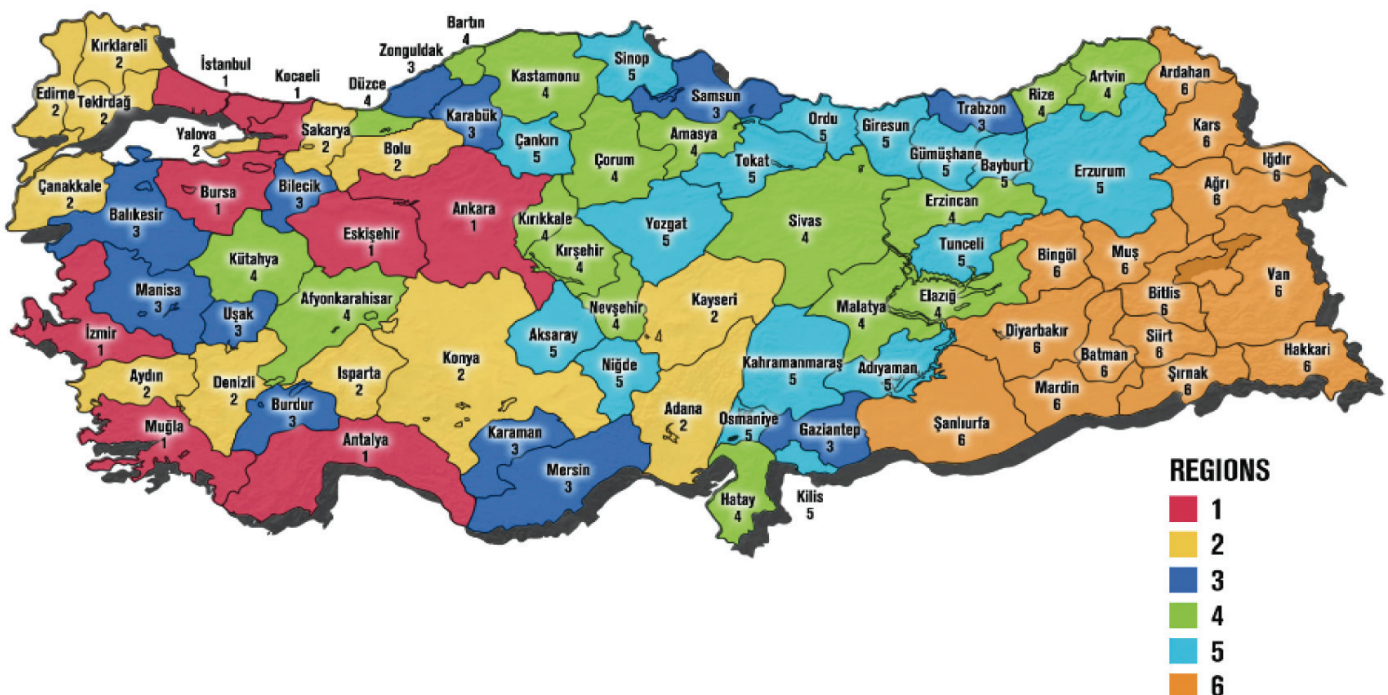 Bartın
4
Zonguldak
3
Kırklareli
2
İstanbul
1
Kocaeli
1
Düzce
4
Kastamonu
4
Sinop
5
Samsun
3
Artvin
4
Ardahan
6
Edirne
2
Tekirdağ
2
Karabük
3
Trabzon
3
Rize
4
Yalova
2
Sakarya
2
Bolu
2
Çankırı
5
Amasya
4
Ordu
5
Giresun
5
Kars
6
Çorum
4
Tokat
5
Gümüşhane
5
Bayburt
5
Erzurum
5
Iğdır
6
Çanakkale
2
Bursa
1
Bilecik
3
Ankara
1
Ağrı
6
Balıkesir
3
Eskişehir
1
Kırıkkale
4
Yozgat
5
Sivas
4
Erzincan
4
Kütahya
4
Kırşehir
4
Tunceli
5
Bingöl
6
Muş
6
Van
6
Manisa
3
Uşak
3
Afyonkarahisar
4
Nevşehir
4
4
Kayseri
2
Malatya
4
Elazığ
4
Bitlis
6
İzmir
1
Konya
2
Aksaray
5
Diyarbakır
6
Siirt
6
Batman
6
Hakkari
6
Aydın
2
Denizli
2
Isparta
2
Niğde
5
Kahramanmaraş
5
Adıyaman
5
Mardin
6
Şırnak
6
Burdur
3
Adana
2
Muğla
1
Antalya
1
Karaman
3
Osmaniye
5
Gaziantep
3
Şanlıurfa
6
Mersin
3
Hatay
4
Kilis
5
REGIONS
1
2
3
4
5
6